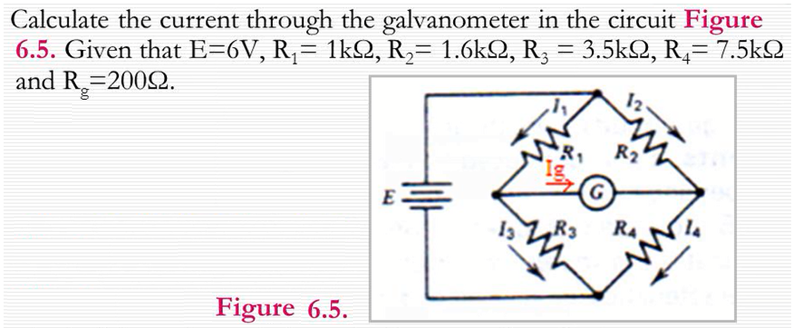 Calculate the current through the galvanometer in the circuit Figure
6.5. Given that E=6V, R₁= 1kΩ, R₂= 1.6kΩ, R₃ = 3.5kΩ, R₄= 7.5kΩ
and Rg=200Ω.
I₁ I₂
R₁ R₂
Ig
E G
I₃ R₃ R₄ I₄
Figure 6.5.